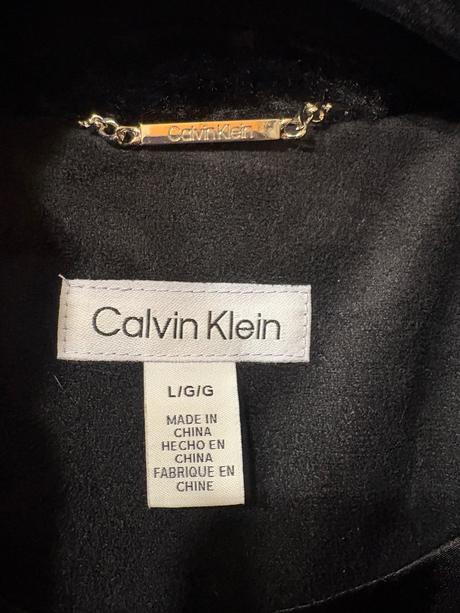 Calvin Klein
Calvin Klein
L/G/G
MADE IN
CHINA
HECHO EN
CHINA
FABRIQUE EN
CHINE